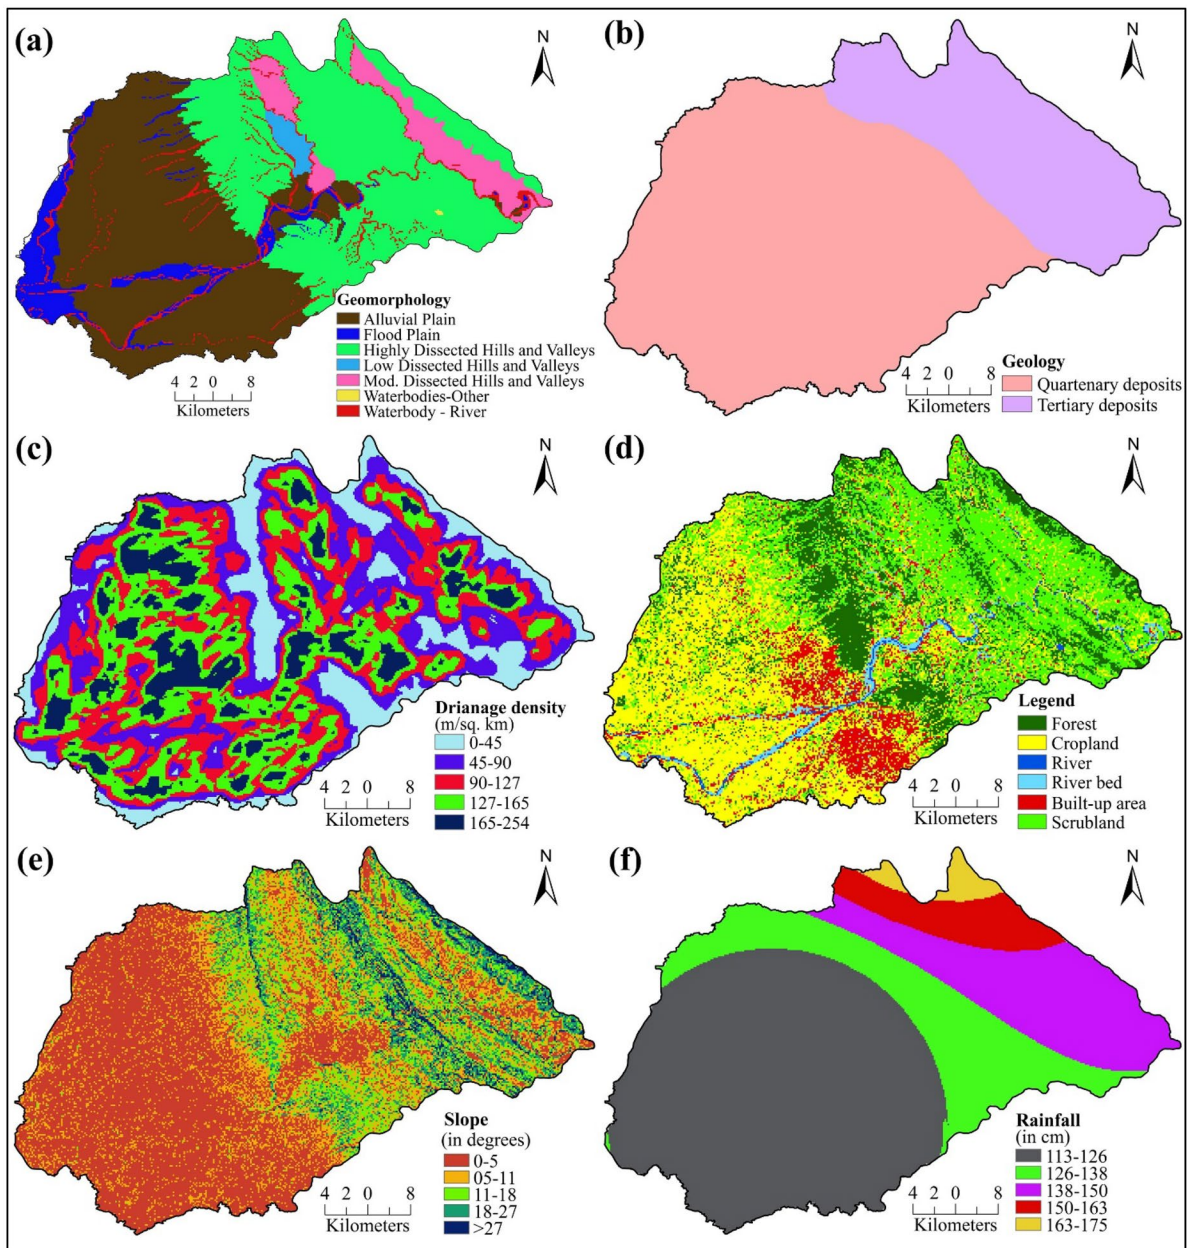 (a)
N
Geomorphology
Alluvial Plain
Flood Plain
Highly Dissected Hills and Valleys
Low Dissected Hills and Valleys
Mod. Dissected Hills and Valleys
Waterbodies-Other
Waterbody - River
4 2 0 8
Kilometers
(b)
N
Geology
Quartenary deposits
Tertiary deposits
4 2 0 8
Kilometers
(c)
N
Drianage density
(m/sq. km)
0-45
45-90
90-127
127-165
165-254
4 2 0 8
Kilometers
(d)
N
Legend
Forest
Cropland
River
River bed
Built-up area
Scrubland
4 2 0 8
Kilometers
(e)
N
Slope
(in degrees)
0-5
05-11
11-18
18-27
>27
4 2 0 8
Kilometers
(f)
N
Rainfall
(in cm)
113-126
126-138
138-150
150-163
163-175
4 2 0 8
Kilometers